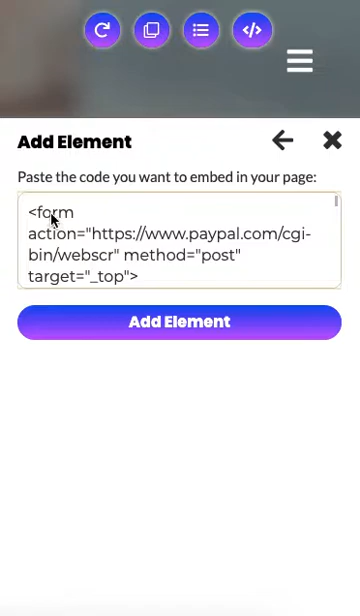 </>
Add Element
Paste the code you want to embed in your page:
<form
action="https://www.paypal.com/cgi-
bin/webscr" method="post"
target="_top">
Add Element